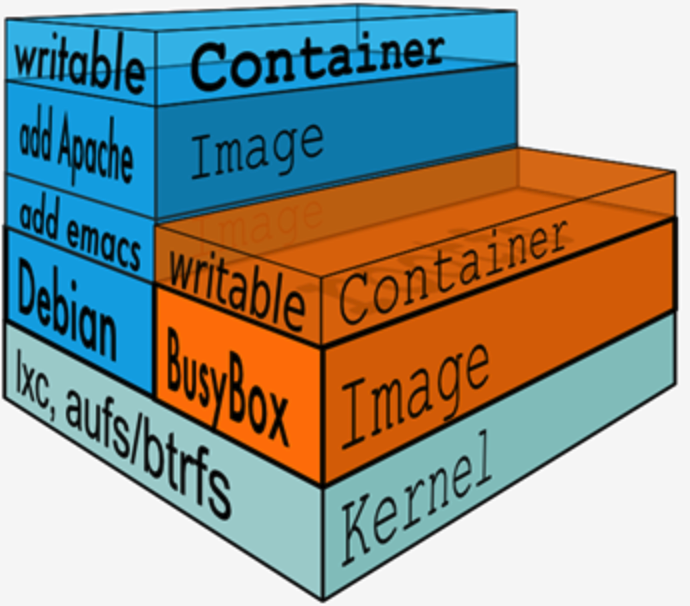 writable Container
add Apache Image
add emacs Image
writable Container
Debian
BusyBox Image
lxc, aufs/btrfs
Kernel